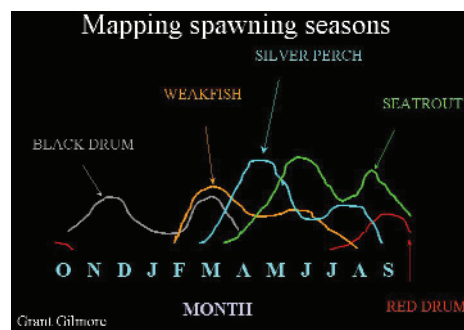 Mapping spawning seasons
SILVER PERCH
WEAKFISH
SEATROUT
BLACK DRUM
O N D J F M A M J J A S
MONTH
RED DRUM
Grant Gilmore